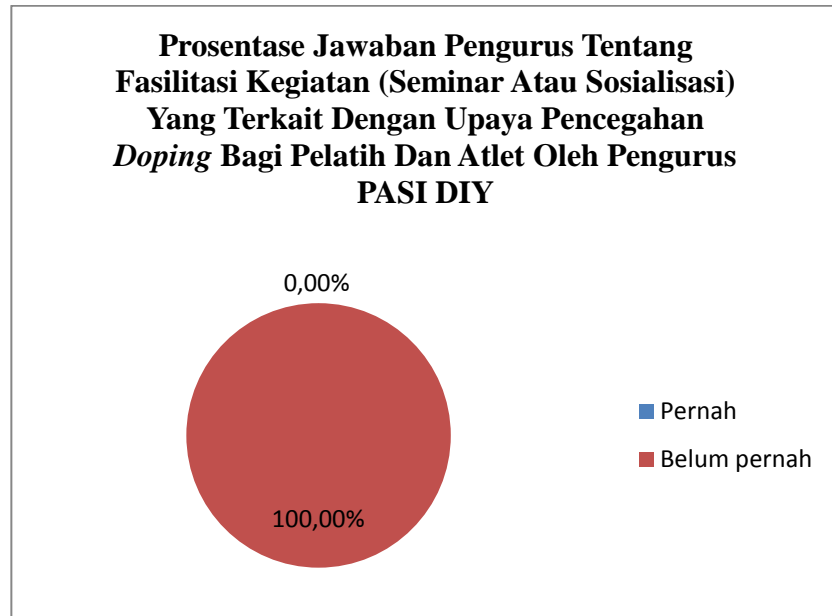 Prosentase Jawaban Pengurus Tentang
Fasilitasi Kegiatan (Seminar Atau Sosialisasi)
Yang Terkait Dengan Upaya Pencegahan
Doping Bagi Pelatih Dan Atlet Oleh Pengurus
PASI DIY
0,00%
Pernah
Belum pernah
100,00%